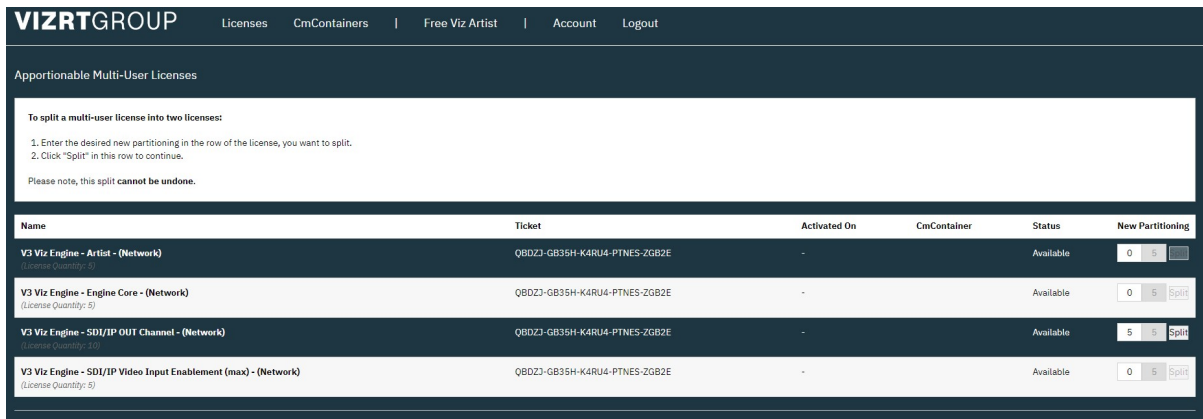 VIZRTGROUP Licenses CmContainers | Free Viz Artist | Account Logout
Apportionable Multi-User Licenses
To split a multi-user license into two licenses:
1. Enter the desired new partitioning in the row of the license, you want to split.
2. Click "Split" in this row to continue.
Please note, this split cannot be undone.
Name Ticket Activated On CmContainer Status New Partitioning
V3 Viz Engine - Artist - (Network) QBDZJ-GB35H-K4RU4-PTNES-ZGB2E - Available 0 5 Split
(License Quantity: 5)
V3 Viz Engine - Engine Core - (Network) QBDZJ-GB35H-K4RU4-PTNES-ZGB2E - Available 0 5 Split
(License Quantity: 5)
V3 Viz Engine - SDI/IP OUT Channel - (Network) QBDZJ-GB35H-K4RU4-PTNES-ZGB2E - Available 5 5 Split
(License Quantity: 10)
V3 Viz Engine - SDI/IP Video Input Enablement (max) - (Network) QBDZJ-GB35H-K4RU4-PTNES-ZGB2E - Available 0 5 Split
(License Quantity: 5)